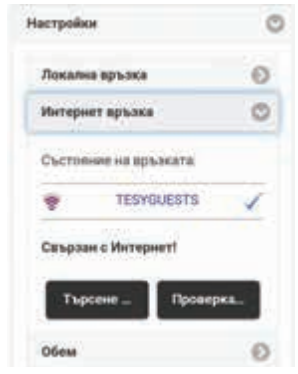 Настройки
Локална връзка
Интернет връзка
Състояние на връзката
TESYGUESTS
Свързан с Интернет!
Търсене ...
Проверка...
Обем